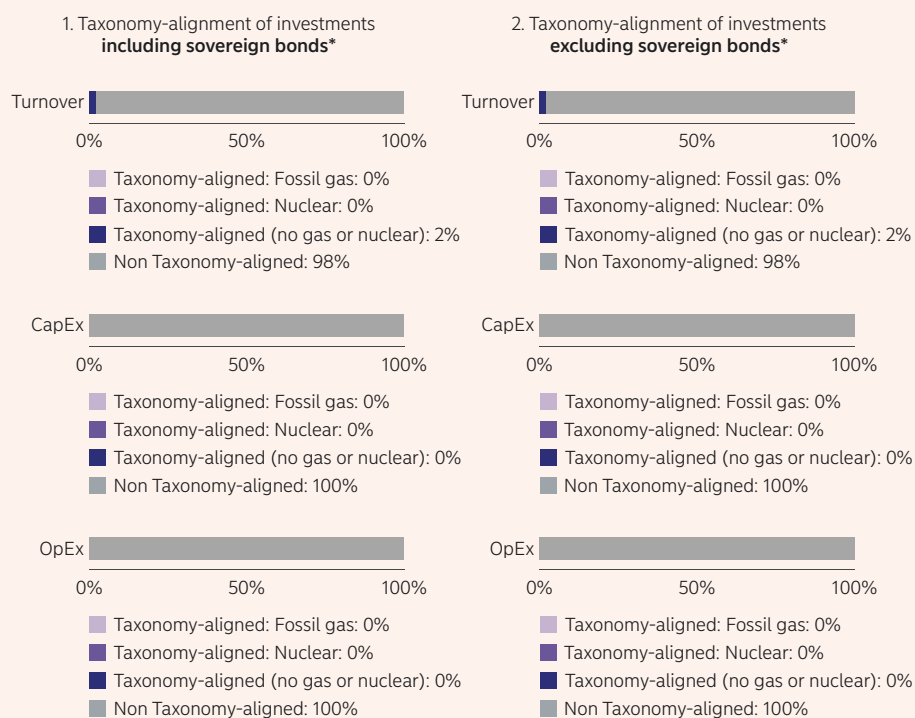 1. Taxonomy-alignment of investments
including sovereign bonds*
Turnover
0% 50% 100%
Taxonomy-aligned: Fossil gas: 0%
Taxonomy-aligned: Nuclear: 0%
Taxonomy-aligned (no gas or nuclear): 2%
Non Taxonomy-aligned: 98%
CapEx
0% 50% 100%
Taxonomy-aligned: Fossil gas: 0%
Taxonomy-aligned: Nuclear: 0%
Taxonomy-aligned (no gas or nuclear): 0%
Non Taxonomy-aligned: 100%
OpEx
0% 50% 100%
Taxonomy-aligned: Fossil gas: 0%
Taxonomy-aligned: Nuclear: 0%
Taxonomy-aligned (no gas or nuclear): 0%
Non Taxonomy-aligned: 100%
2. Taxonomy-alignment of investments
excluding sovereign bonds*
Turnover
0% 50% 100%
Taxonomy-aligned: Fossil gas: 0%
Taxonomy-aligned: Nuclear: 0%
Taxonomy-aligned (no gas or nuclear): 2%
Non Taxonomy-aligned: 98%
CapEx
0% 50% 100%
Taxonomy-aligned: Fossil gas: 0%
Taxonomy-aligned: Nuclear: 0%
Taxonomy-aligned (no gas or nuclear): 0%
Non Taxonomy-aligned: 100%
OpEx
0% 50% 100%
Taxonomy-aligned: Fossil gas: 0%
Taxonomy-aligned: Nuclear: 0%
Taxonomy-aligned (no gas or nuclear): 0%
Non Taxonomy-aligned: 100%